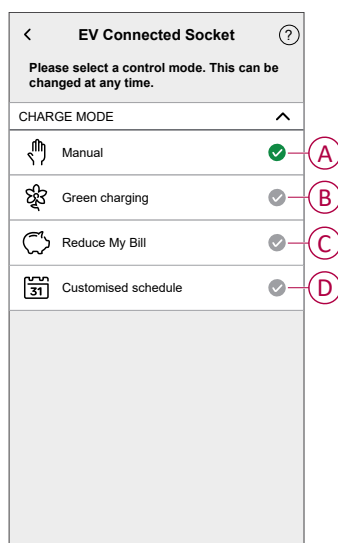 EV Connected Socket ?
Please select a control mode. This can be
changed at any time.
CHARGE MODE
Manual A
Green charging B
Reduce My Bill C
31 Customised schedule D